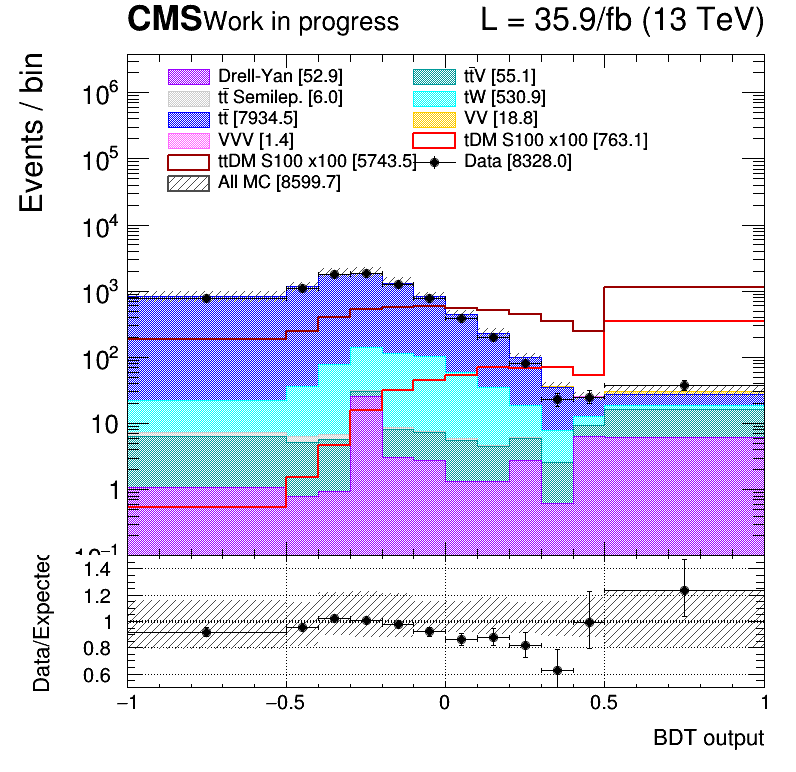 CMS Work in progress L = 35.9/fb (13 TeV)
Events / bin
Drell-Yan [52.9] tt̄V [55.1]
tt̄ Semilep. [6.0] tW [530.9]
tt̄ [7934.5] VV [18.8]
VVV [1.4] tDM S100 x100 [763.1]
ttDM S100 x100 [5743.5] Data [8328.0]
All MC [8599.7]
10⁶
10⁵
10⁴
10³
10²
10
1
10⁻¹
Data/Expected
1.4
1.2
1
0.8
0.6
−1 −0.5 0 0.5 1
BDT output